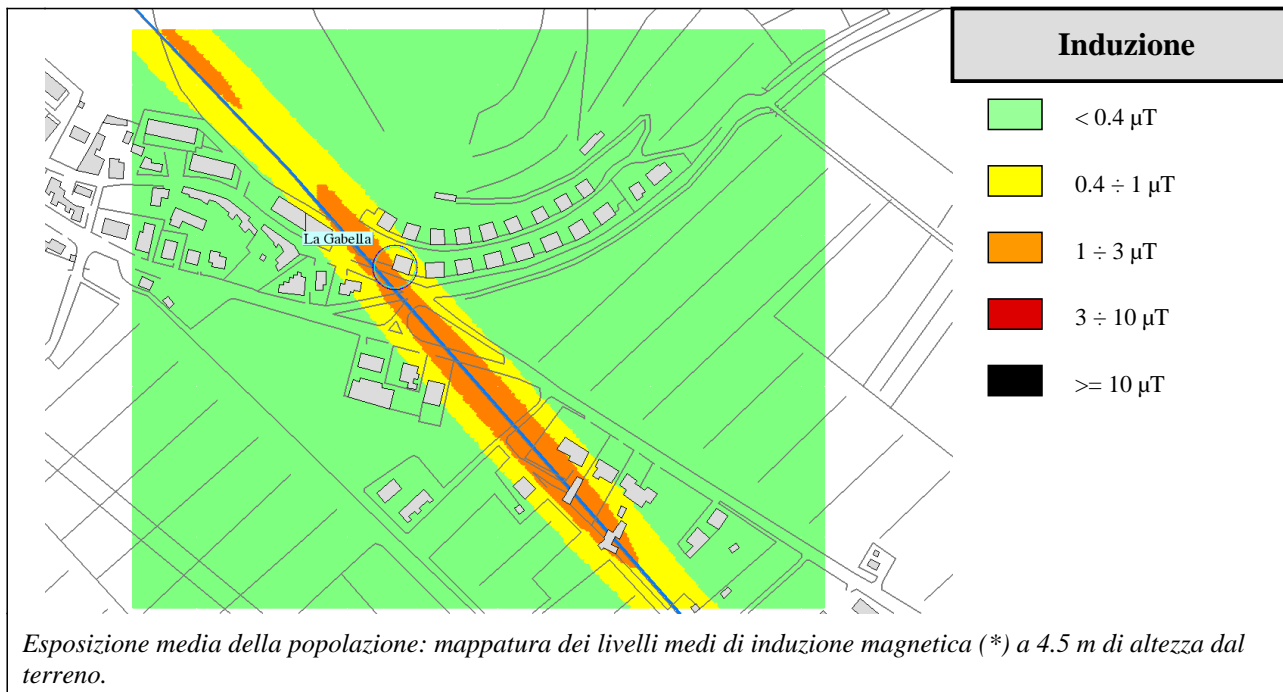 Induzione
< 0.4 µT
0.4 ÷ 1 µT
1 ÷ 3 µT
3 ÷ 10 µT
>= 10 µT
La Gabella
Esposizione media della popolazione: mappatura dei livelli medi di induzione magnetica (*) a 4.5 m di altezza dal
terreno.